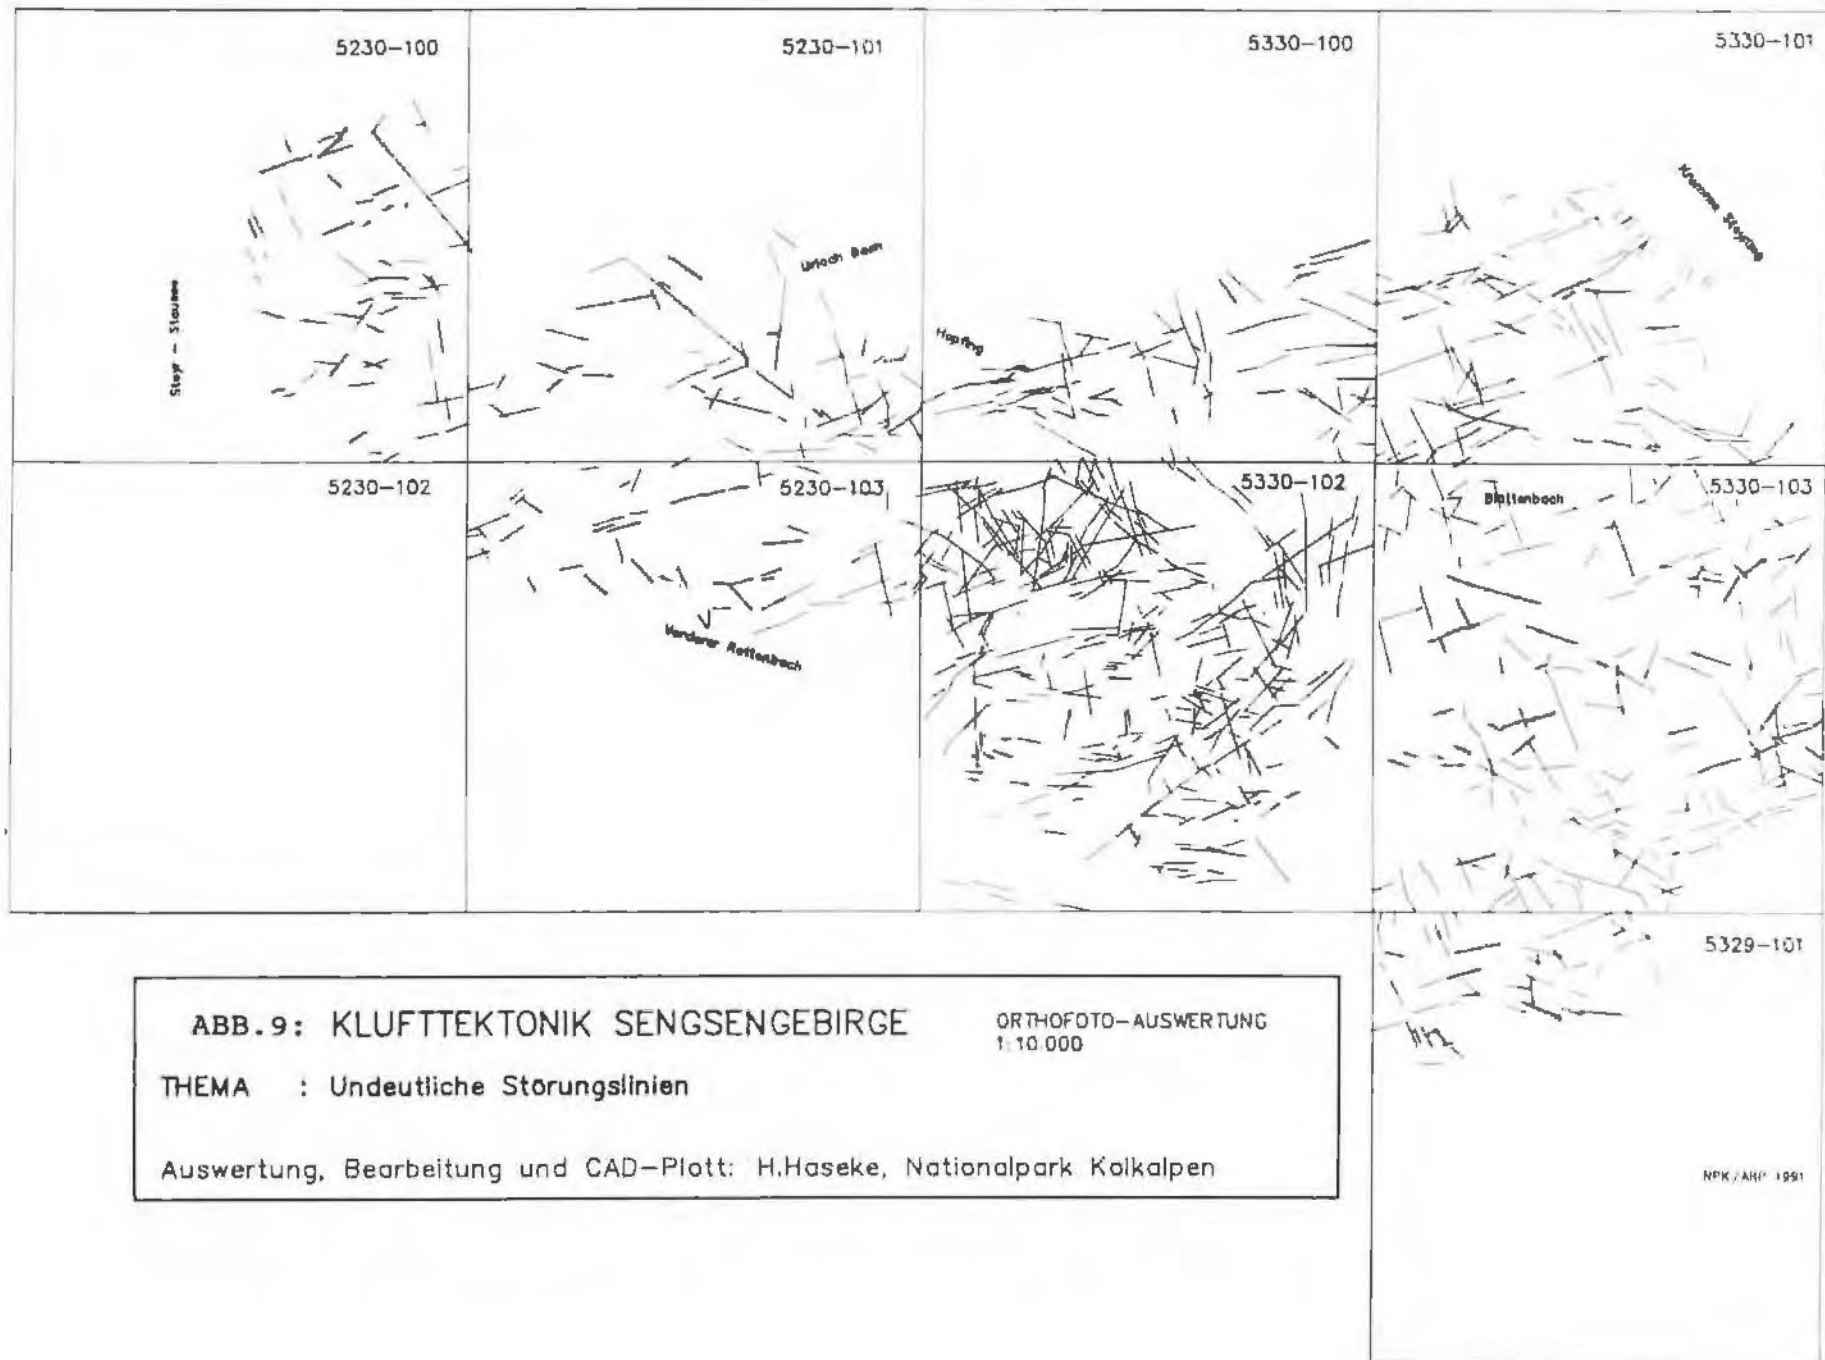 5230-100
5230-101
5330-100
5330-101
Krumme Steyrling
Urlach Bach
Steyr - Stausee
Hopfing
5230-102
5230-103
5330-102
Blöttenbach
5330-103
Vorderer Rettenbach
5329-101
ABB.9: KLUFTTEKTONIK SENGSENGEBIRGE
ORTHOFOTO-AUSWERTUNG
1:10.000
THEMA : Undeutliche Störungslinien
Auswertung, Bearbeitung und CAD-Plott: H.Haseke, Nationalpark Kalkalpen
NPK/ARP 1991